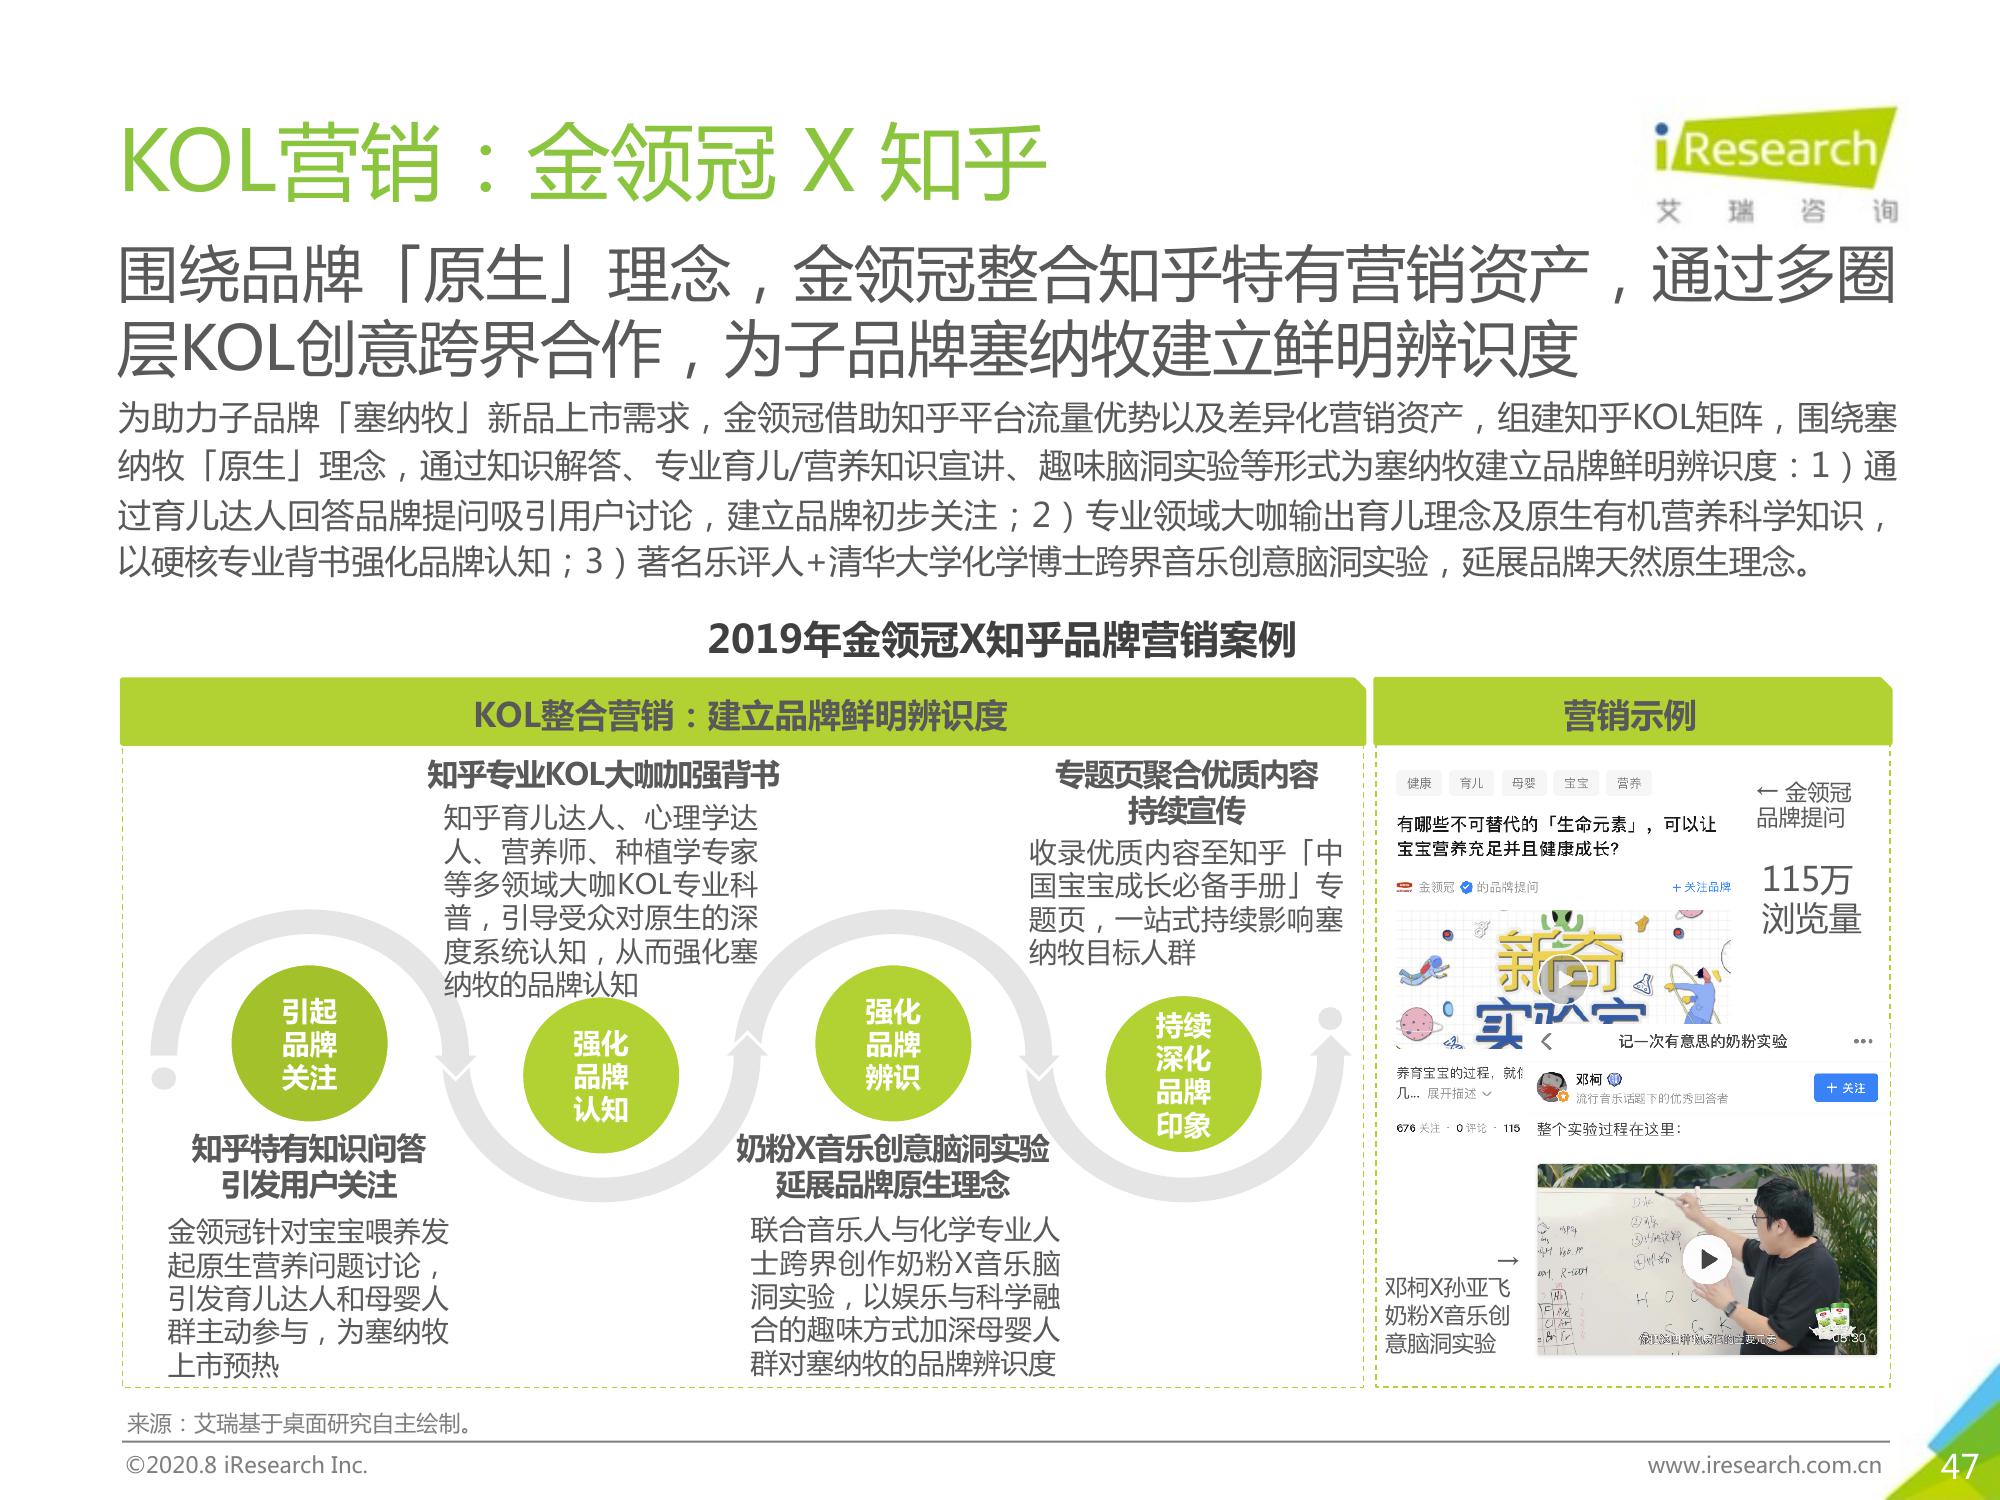 KOL营销：金领冠 X 知乎
iResearch
艾瑞咨询
围绕品牌「原生」理念，金领冠整合知乎特有营销资产，通过多圈
层KOL创意跨界合作，为子品牌塞纳牧建立鲜明辨识度
为助力子品牌「塞纳牧」新品上市需求，金领冠借助知乎平台流量优势以及差异化营销资产，组建知乎KOL矩阵，围绕塞
纳牧「原生」理念，通过知识解答、专业育儿/营养知识宣讲、趣味脑洞实验等形式为塞纳牧建立品牌鲜明辨识度：1）通
过育儿达人回答品牌提问吸引用户讨论，建立品牌初步关注；2）专业领域大咖输出育儿理念及原生有机营养科学知识，
以硬核专业背书强化品牌认知；3）著名乐评人+清华大学化学博士跨界音乐创意脑洞实验，延展品牌天然原生理念。
2019年金领冠X知乎品牌营销案例
KOL整合营销：建立品牌鲜明辨识度
引起
品牌
关注
知乎特有知识问答
引发用户关注
金领冠针对宝宝喂养发
起原生营养问题讨论，
引发育儿达人和母婴人
群主动参与，为塞纳牧
上市预热
知乎专业KOL大咖加强背书
知乎育儿达人、心理学达
人、营养师、种植学专家
等多领域大咖KOL专业科
普，引导受众对原生的深
度系统认知，从而强化塞
纳牧的品牌认知
强化
品牌
认知
强化
品牌
辨识
奶粉X音乐创意脑洞实验
延展品牌原生理念
联合音乐人与化学专业人
士跨界创作奶粉X音乐脑
洞实验，以娱乐与科学融
合的趣味方式加深母婴人
群对塞纳牧的品牌辨识度
专题页聚合优质内容
持续宣传
收录优质内容至知乎「中
国宝宝成长必备手册」专
题页，一站式持续影响塞
纳牧目标人群
持续
深化
品牌
印象
营销示例
健康 育儿 母婴 宝宝 营养
有哪些不可替代的「生命元素」，可以让
宝宝营养充足并且健康成长?
金领冠 的品牌提问 + 关注品牌
← 金领冠
品牌提问
115万
浏览量
新奇
实验室
养育宝宝的过程，就
几... 展开描述
676 关注 · 0 评论 · 115
记一次有意思的奶粉实验
邓柯
流行音乐话题下的优秀回答者
+ 关注
整个实验过程在这里:
05:30
→
邓柯X孙亚飞
奶粉X音乐创
意脑洞实验
来源：艾瑞基于桌面研究自主绘制。
©2020.8 iResearch Inc.
www.iresearch.com.cn
47